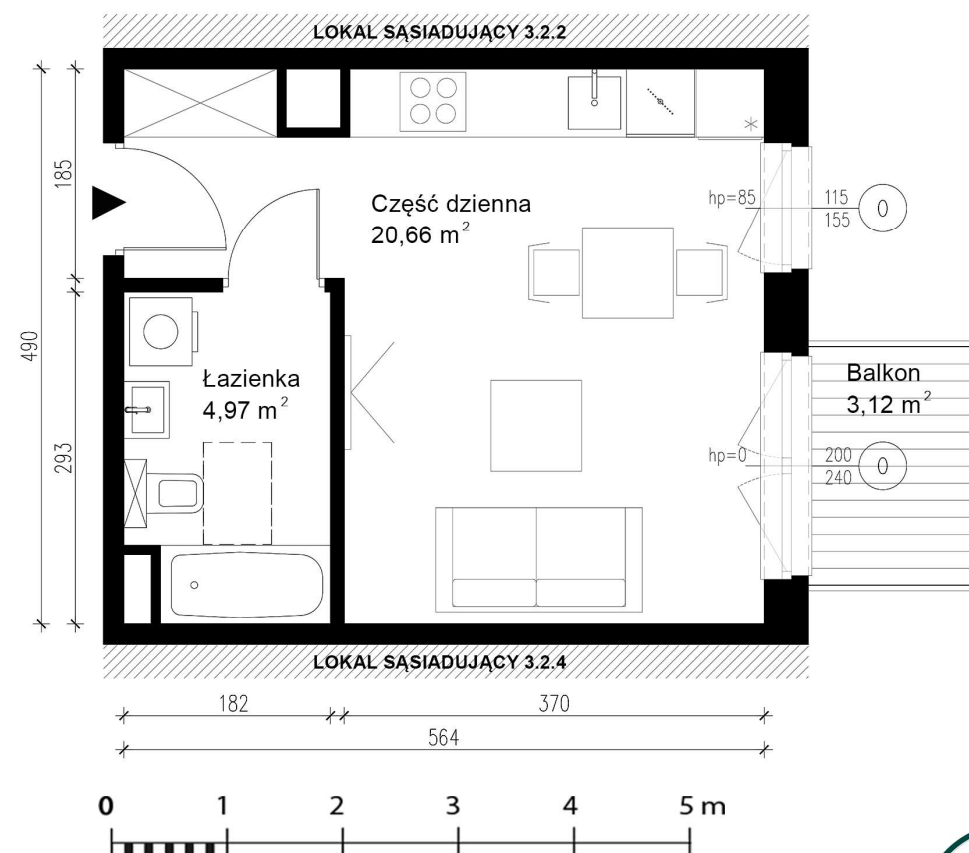 LOKAL SĄSIADUJĄCY 3.2.2
185
490
293
Część dzienna
20,66 m²
hp=85
115
155
0
Łazienka
4,97 m²
Balkon
3,12 m²
hp=0
200
240
0
LOKAL SĄSIADUJĄCY 3.2.4
182
370
564
0 1 2 3 4 5 m